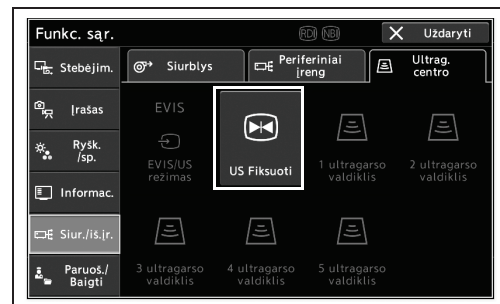 Funkc. sąr.
RDI NBI
Uždaryti
Stebėjim.
Siurblys
Periferiniai
įreng
Ultrag.
centro
Įrašas
Ryšk.
/sp.
Informac.
Siur./iš.įr.
Paruoš./
Baigti
EVIS
EVIS/US
režimas
US Fiksuoti
1 ultragarso
valdiklis
2 ultragarso
valdiklis
3 ultragarso
valdiklis
4 ultragarso
valdiklis
5 ultragarso
valdiklis